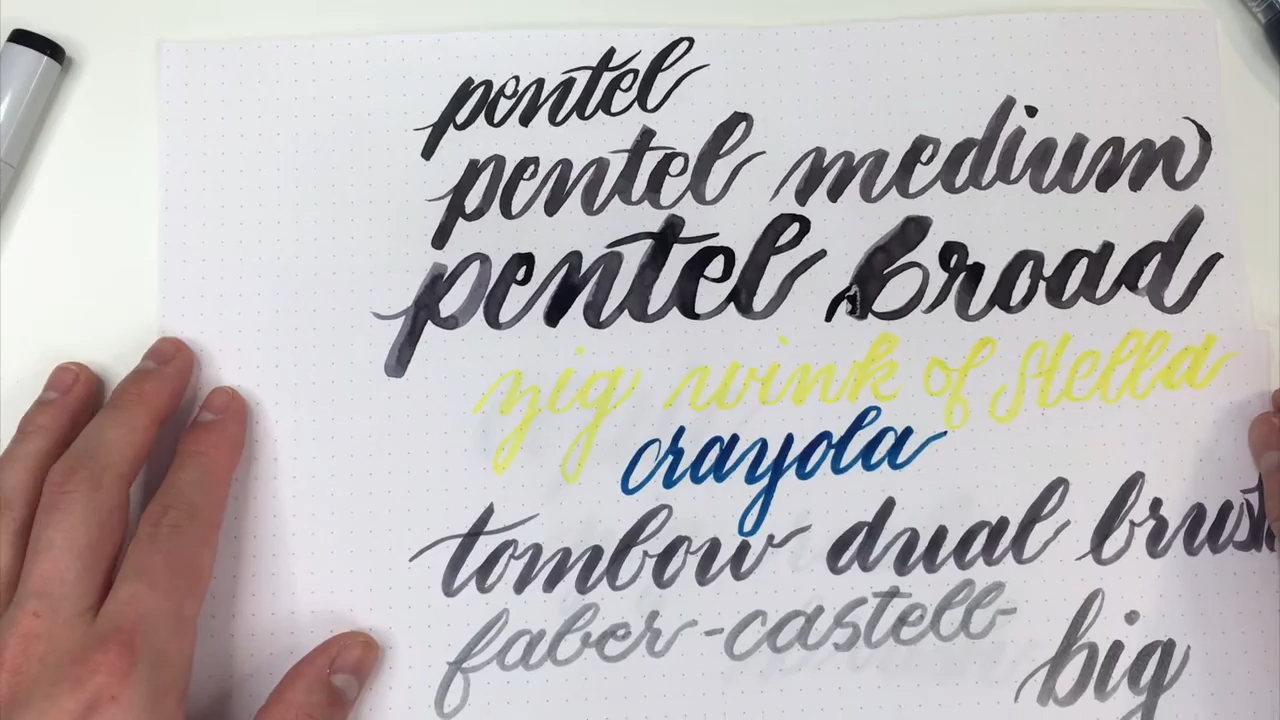 pentel
pentel medium
pentel broad
zig wink of stella
crayola
tombow dual brush
faber-castell
big